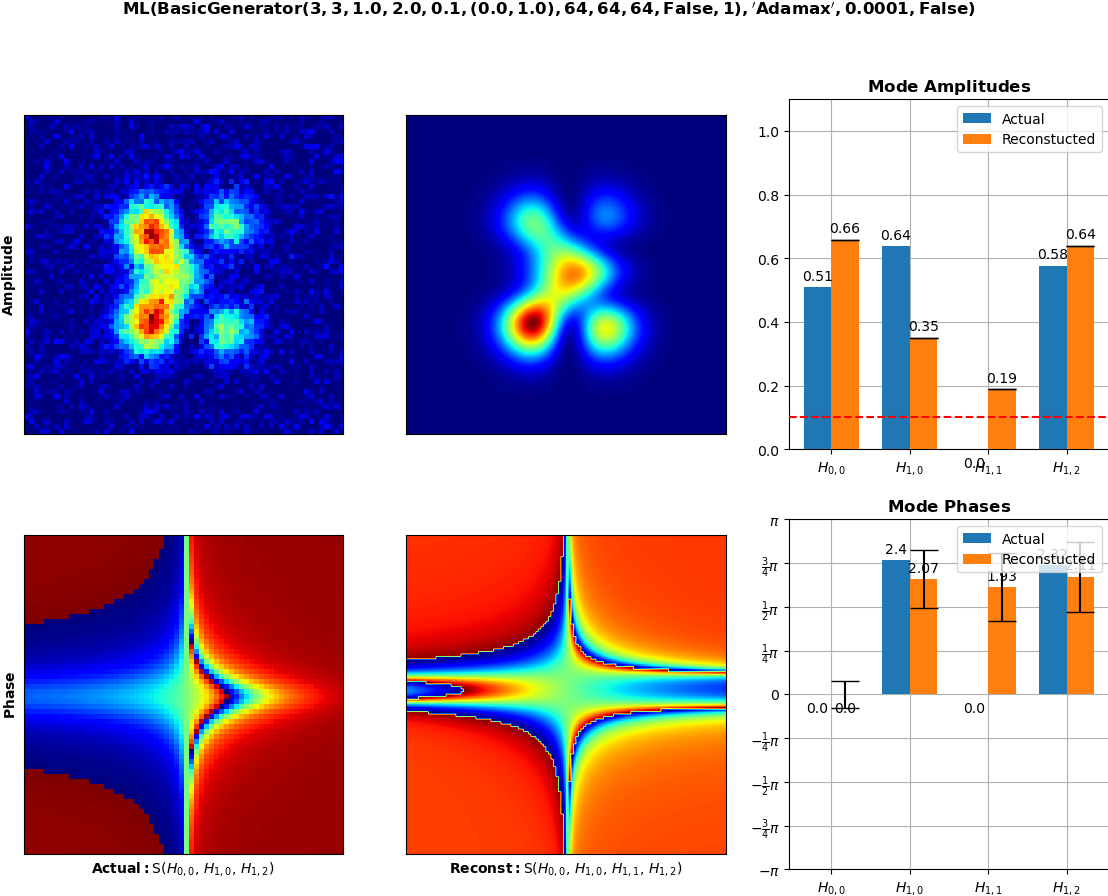 ML(BasicGenerator(3, 3, 1.0, 2.0, 0.1, (0.0, 1.0), 64, 64, 64, False, 1), 'Adamax', 0.0001, False)
Amplitude
Mode Amplitudes
Actual
Reconstucted
1.0
0.8
0.6
0.4
0.2
0.0
0.51
0.66
0.64
0.35
0.0
0.19
0.58
0.64
H0,0
H1,0
H1,1
H1,2
Phase
Actual: S(H0,0, H1,0, H1,2)
Reconst: S(H0,0, H1,0, H1,1, H1,2)
Mode Phases
Actual
Reconstucted
π
3/4π
1/2π
1/4π
0
−1/4π
−1/2π
−3/4π
−π
0.0
0.0
2.4
2.07
0.0
1.93
2.11
H0,0
H1,0
H1,1
H1,2